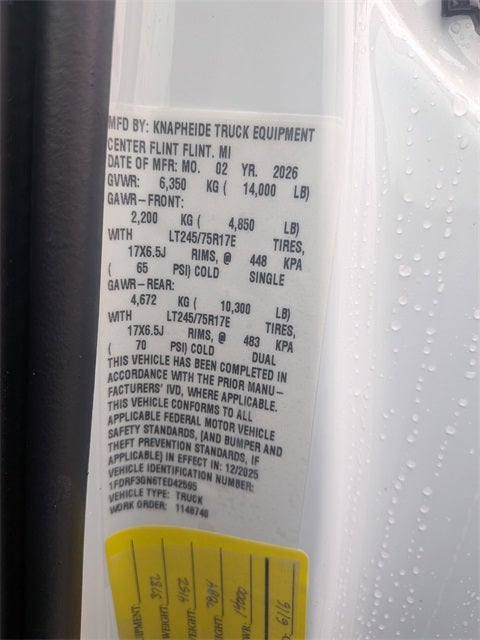 MFD BY: KNAPHEIDE TRUCK EQUIPMENT
CENTER FLINT FLINT. MI
DATE OF MFR: MO. 02 YR. 2026
GVWR: 6,350 KG ( 14,000 LB)
GAWR-FRONT:
2,200 KG ( 4,850 LB)
WITH LT245/75R17E TIRES,
17X6.5J RIMS, @ 448 KPA
( 65 PSI) COLD SINGLE
GAWR-REAR:
4,672 KG ( 10,300 LB)
WITH LT245/75R17E TIRES,
17X6.5J RIMS, @ 483 KPA
( 70 PSI) COLD DUAL
THIS VEHICLE HAS BEEN COMPLETED IN
ACCORDANCE WITH THE PRIOR MANU-
FACTURERS' IVD, WHERE APPLICABLE.
THIS VEHICLE CONFORMS TO ALL
APPLICABLE FEDERAL MOTOR VEHICLE
SAFETY STANDARDS, [AND BUMPER AND
THEFT PREVENTION STANDARDS, IF
APPLICABLE] IN EFFECT IN: 12/2025
VEHICLE IDENTIFICATION NUMBER:
1FDRF3GN6TED42595
VEHICLE TYPE: TRUCK
WORK ORDER: 1148740
3782
4152
14000
6116